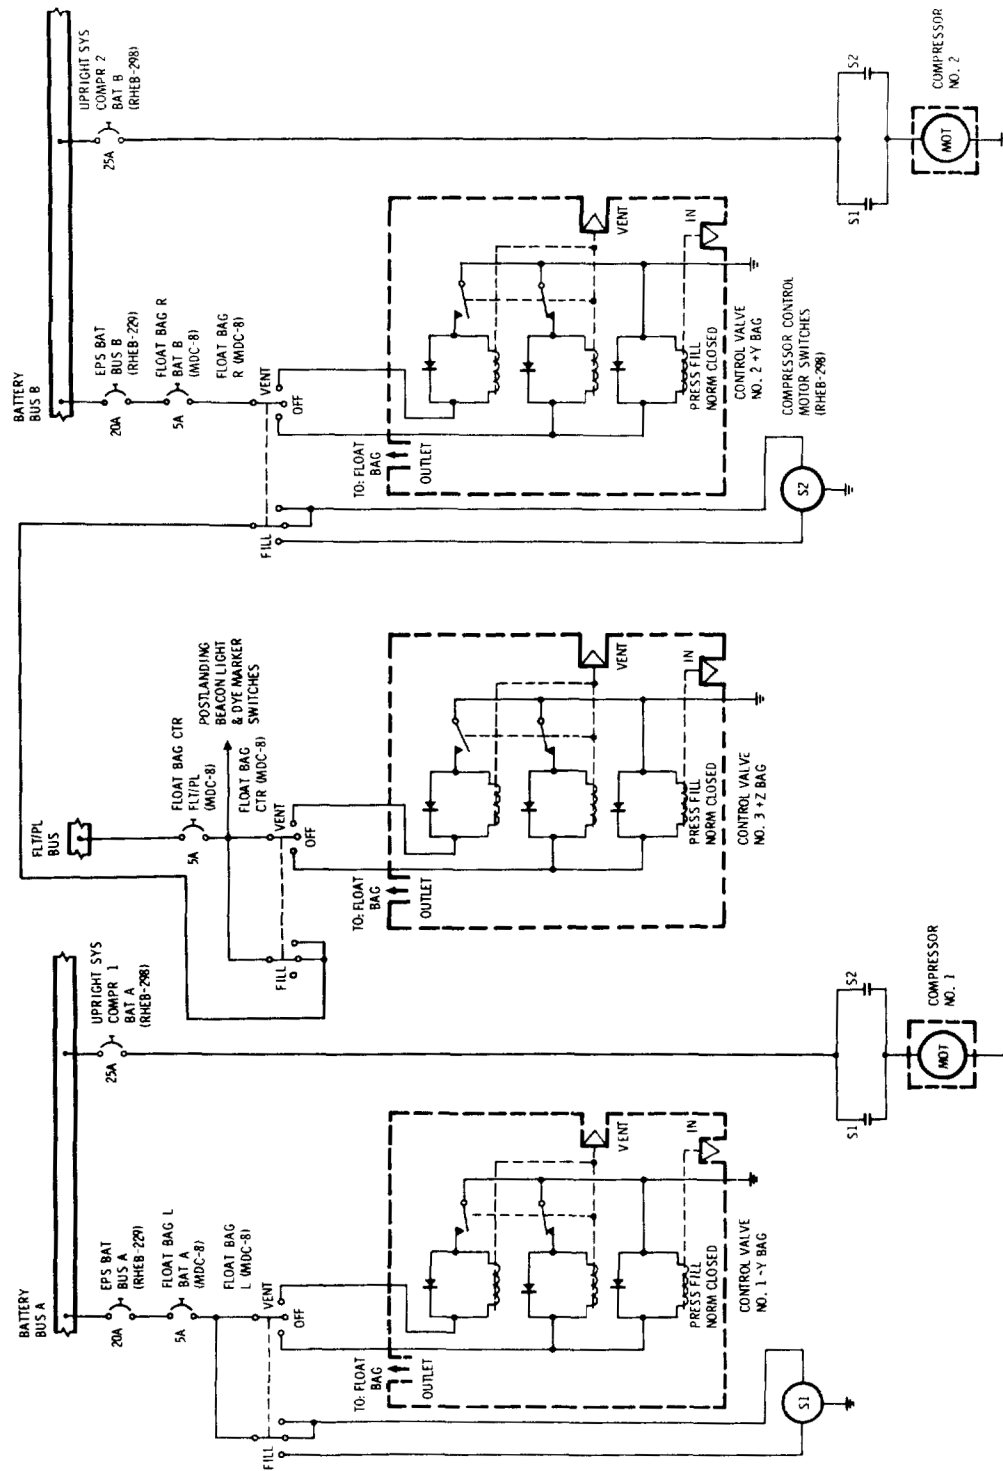 BATTERY
BUS A
EPS BAT
BUS A
(RHEB-229)
20A
FLOAT BAG L
BAT A
(MDC-8)
5A
FLOAT BAG
L (MDC-8)
VENT
OFF
FILL
UPRIGHT SYS
COMPR 1
BAT A
(RHEB-298)
25A
TO: FLOAT
BAG
OUTLET
VENT
IN
PRESS FILL
NORM CLOSED
CONTROL VALVE
NO. 1 -Y BAG
S1
S1
S2
MOT
COMPRESSOR
NO. 1
FLT/PL
BUS
FLOAT BAG CTR
FLT/PL
(MDC-8)
5A
POSTLANDING
BEACON LIGHT
& DYE MARKER
SWITCHES
FLOAT BAG
CTR (MDC-8)
VENT
OFF
FILL
TO: FLOAT
BAG
OUTLET
VENT
IN
PRESS FILL
NORM CLOSED
CONTROL VALVE
NO. 3 +Z BAG
BATTERY
BUS B
EPS BAT
BUS B
(RHEB-229)
20A
FLOAT BAG R
BAT B
(MDC-8)
5A
FLOAT BAG
R (MDC-8)
VENT
OFF
FILL
UPRIGHT SYS
COMPR 2
BAT B
(RHEB-298)
25A
TO: FLOAT
BAG
OUTLET
VENT
IN
PRESS FILL
NORM CLOSED
CONTROL VALVE
NO. 2 +Y BAG
COMPRESSOR CONTROL
MOTOR SWITCHES
(RHEB-298)
S2
S1
S2
MOT
COMPRESSOR
NO. 2